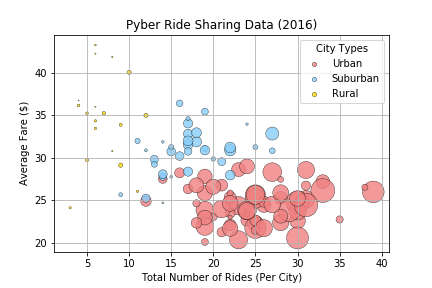 Pyber Ride Sharing Data (2016)
City Types
Urban
Suburban
Rural
Average Fare ($)
40
35
30
25
20
5
10
15
20
25
30
35
40
Total Number of Rides (Per City)